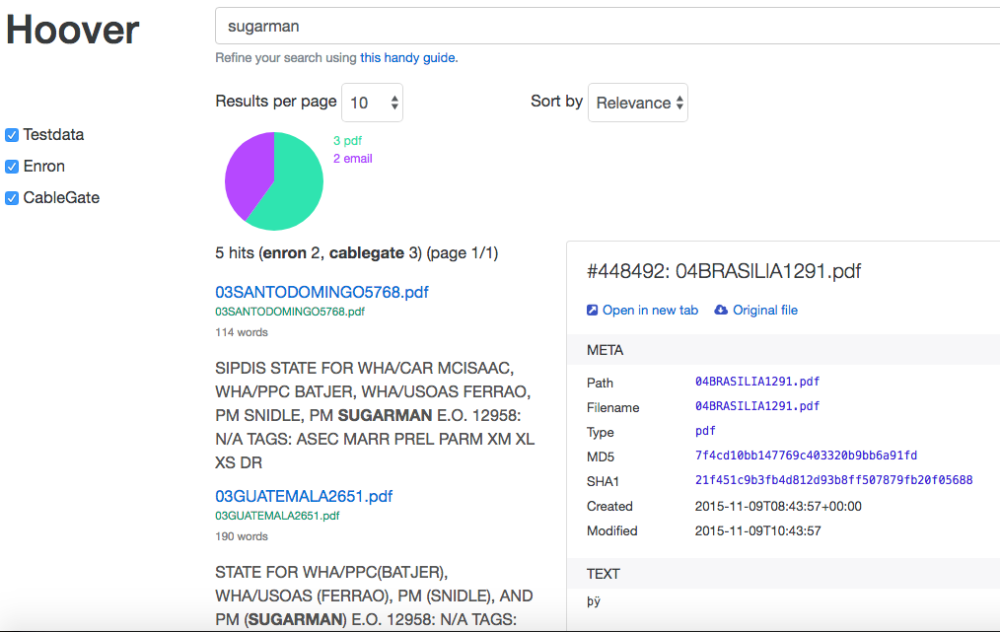 Hoover
sugarman
Refine your search using this handy guide.
Results per page 10
Sort by Relevance
Testdata
Enron
CableGate
3 pdf
2 email
5 hits (enron 2, cablegate 3) (page 1/1)
03SANTODOMINGO5768.pdf
03SANTODOMINGO5768.pdf
114 words
SIPDIS STATE FOR WHA/CAR MCISAAC,
WHA/PPC BATJER, WHA/USOAS FERRAO,
PM SNIDLE, PM SUGARMAN E.O. 12958:
N/A TAGS: ASEC MARR PREL PARM XM XL
XS DR
03GUATEMALA2651.pdf
03GUATEMALA2651.pdf
190 words
STATE FOR WHA/PPC(BATJER),
WHA/USOAS (FERRAO), PM (SNIDLE), AND
PM (SUGARMAN) E.O. 12958: N/A TAGS:
#448492: 04BRASILIA1291.pdf
Open in new tab Original file
META
Path 04BRASILIA1291.pdf
Filename 04BRASILIA1291.pdf
Type pdf
MD5 7f4cd10bb147769c403320b9bb6a91fd
SHA1 21f451c9b3fb4d812d93b8ff507879fb20f05688
Created 2015-11-09T08:43:57+00:00
Modified 2015-11-09T10:43:57
TEXT
þÿ